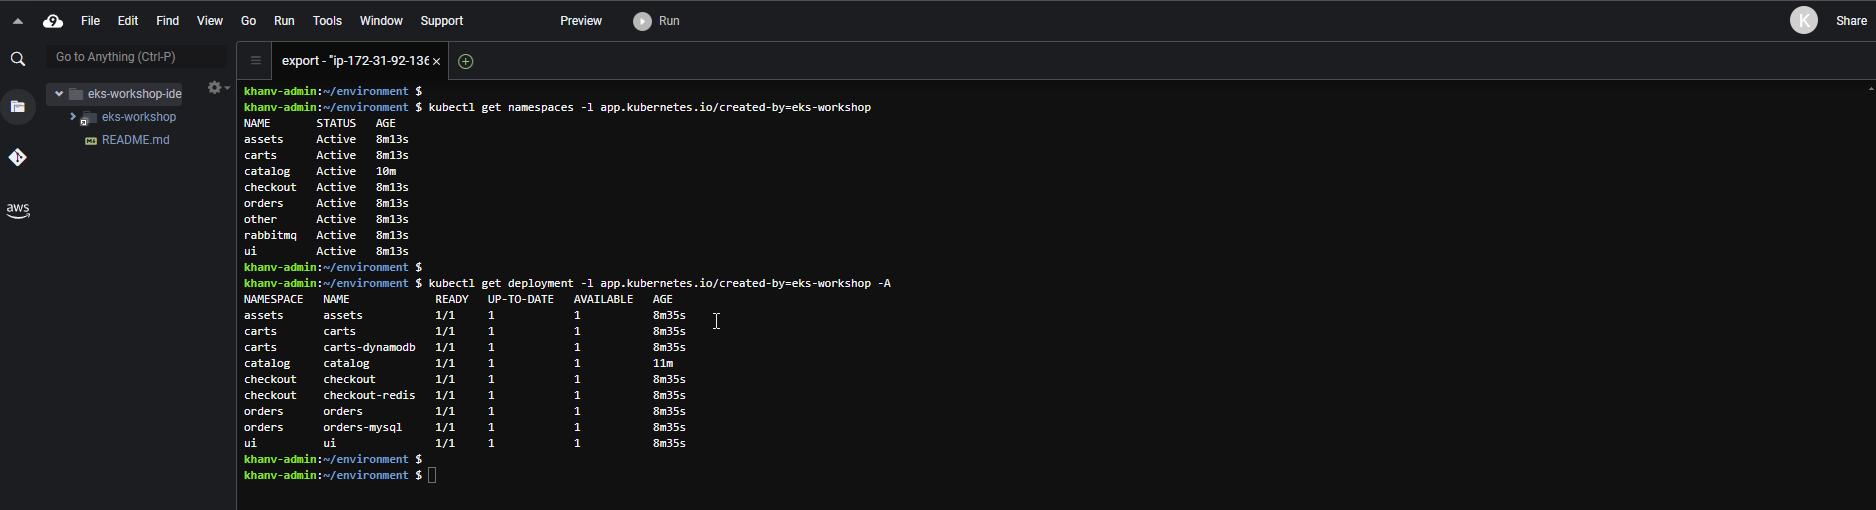 File Edit Find View Go Run Tools Window Support Preview Run K Share
Go to Anything (Ctrl-P)
export - "ip-172-31-92-136 ×
eks-workshop-ide
eks-workshop
README.md
aws
khanv-admin:~/environment $
khanv-admin:~/environment $ kubectl get namespaces -l app.kubernetes.io/created-by=eks-workshop
NAME STATUS AGE
assets Active 8m13s
carts Active 8m13s
catalog Active 10m
checkout Active 8m13s
orders Active 8m13s
other Active 8m13s
rabbitmq Active 8m13s
ui Active 8m13s
khanv-admin:~/environment $
khanv-admin:~/environment $ kubectl get deployment -l app.kubernetes.io/created-by=eks-workshop -A
NAMESPACE NAME READY UP-TO-DATE AVAILABLE AGE
assets assets 1/1 1 1 8m35s
carts carts 1/1 1 1 8m35s
carts carts-dynamodb 1/1 1 1 8m35s
catalog catalog 1/1 1 1 11m
checkout checkout 1/1 1 1 8m35s
checkout checkout-redis 1/1 1 1 8m35s
orders orders 1/1 1 1 8m35s
orders orders-mysql 1/1 1 1 8m35s
ui ui 1/1 1 1 8m35s
khanv-admin:~/environment $
khanv-admin:~/environment $